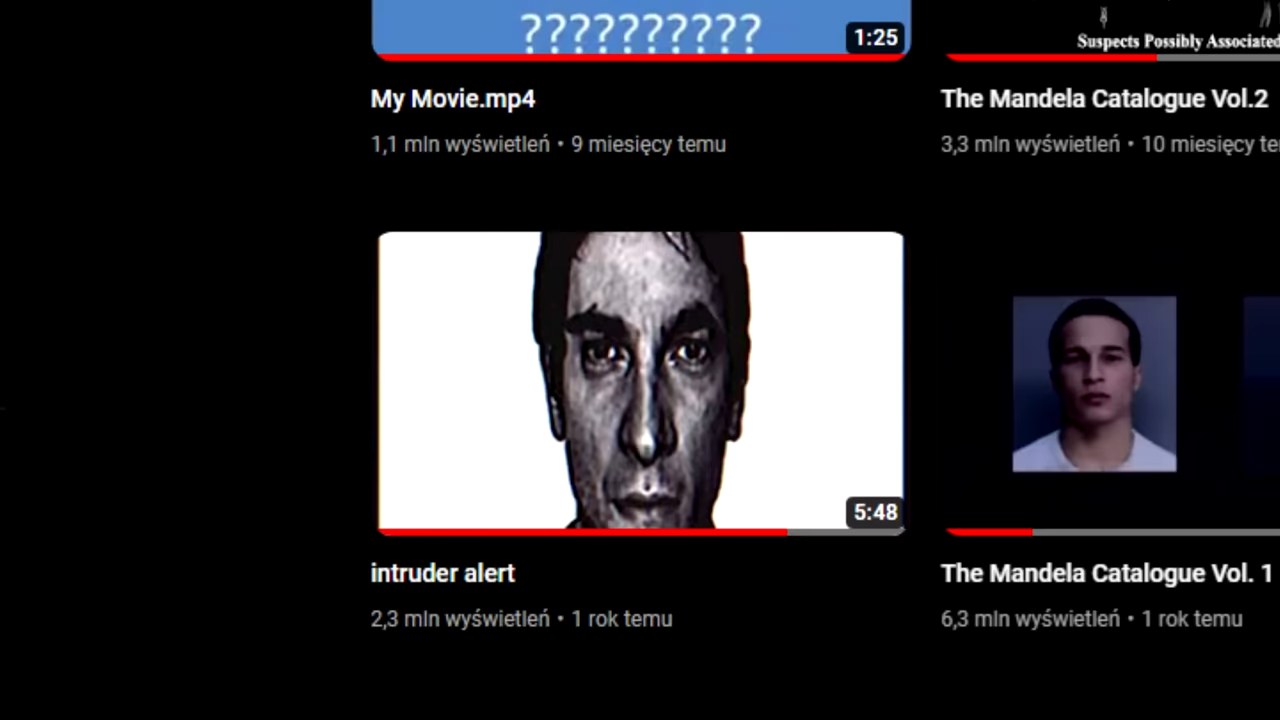 ??????????
1:25
Suspects Possibly Associated
My Movie.mp4
The Mandela Catalogue Vol.2
1,1 mln wyświetleń • 9 miesięcy temu
3,3 mln wyświetleń • 10 miesięcy te
5:48
intruder alert
The Mandela Catalogue Vol. 1
2,3 mln wyświetleń • 1 rok temu
6,3 mln wyświetleń • 1 rok temu